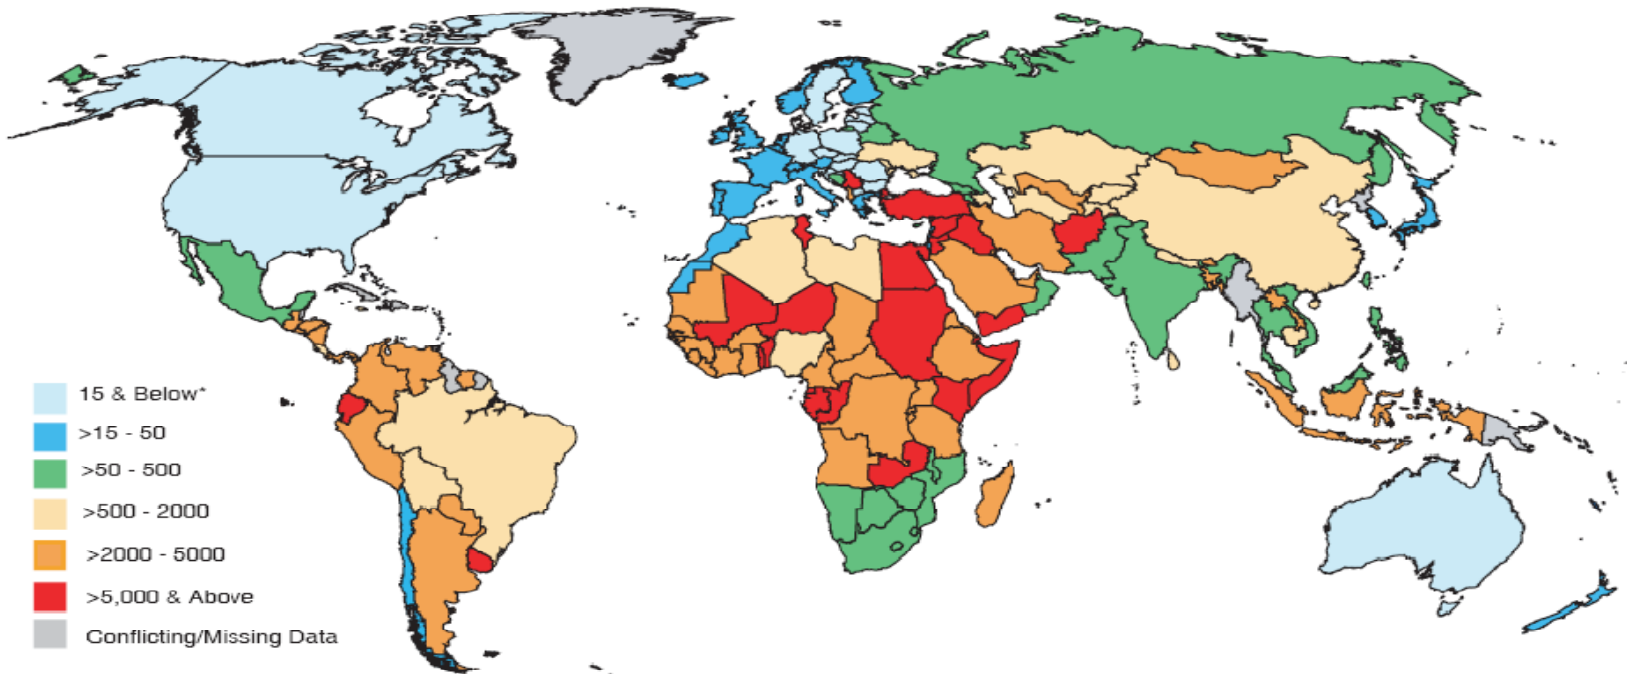 15 & Below*
>15 - 50
>50 - 500
>500 - 2000
>2000 - 5000
>5,000 & Above
Conflicting/Missing Data